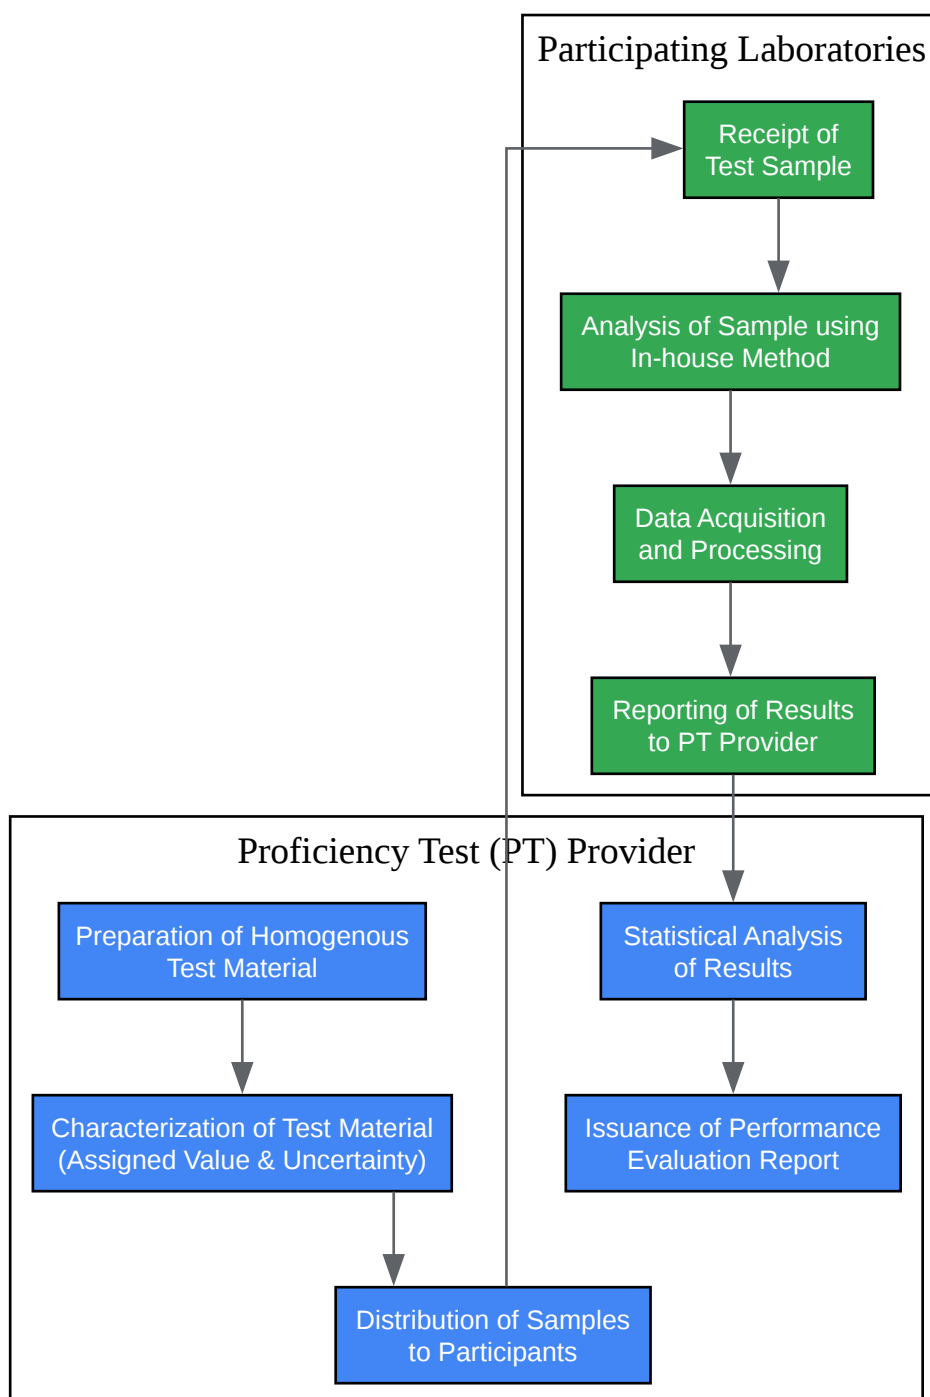 Participating Laboratories
Receipt of
Test Sample
Analysis of Sample using
In-house Method
Data Acquisition
and Processing
Reporting of Results
to PT Provider
Proficiency Test (PT) Provider
Preparation of Homogenous
Test Material
Characterization of Test Material
(Assigned Value & Uncertainty)
Distribution of Samples
to Participants
Statistical Analysis
of Results
Issuance of Performance
Evaluation Report